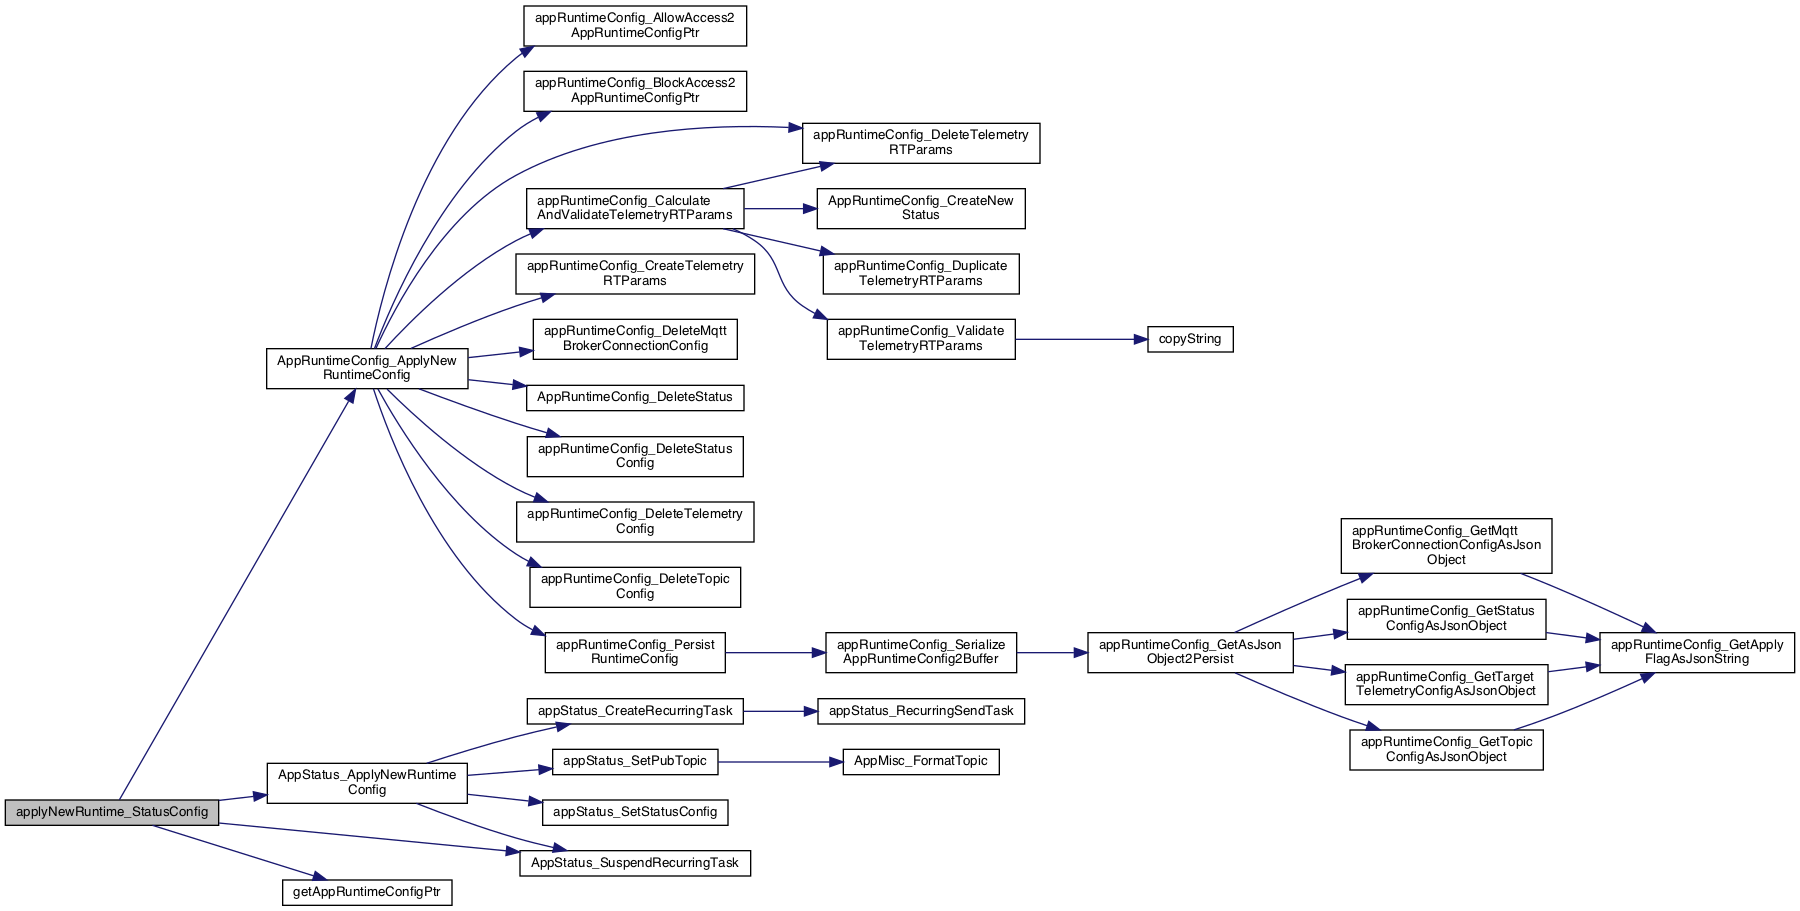 appRuntimeConfig_AllowAccess2
AppRuntimeConfigPtr
appRuntimeConfig_BlockAccess2
AppRuntimeConfigPtr
appRuntimeConfig_DeleteTelemetry
RTParams
appRuntimeConfig_Calculate
AndValidateTelemetryRTParams
AppRuntimeConfig_CreateNew
Status
appRuntimeConfig_CreateTelemetry
RTParams
appRuntimeConfig_Duplicate
TelemetryRTParams
appRuntimeConfig_DeleteMqtt
BrokerConnectionConfig
appRuntimeConfig_Validate
TelemetryRTParams
copyString
AppRuntimeConfig_ApplyNew
RuntimeConfig
AppRuntimeConfig_DeleteStatus
appRuntimeConfig_DeleteStatus
Config
appRuntimeConfig_DeleteTelemetry
Config
appRuntimeConfig_DeleteTopic
Config
appRuntimeConfig_Persist
RuntimeConfig
appRuntimeConfig_Serialize
AppRuntimeConfig2Buffer
appRuntimeConfig_GetAsJson
Object2Persist
appRuntimeConfig_GetMqtt
BrokerConnectionConfigAsJson
Object
appRuntimeConfig_GetStatus
ConfigAsJsonObject
appRuntimeConfig_GetTarget
TelemetryConfigAsJsonObject
appRuntimeConfig_GetTopic
ConfigAsJsonObject
appRuntimeConfig_GetApply
FlagAsJsonString
appStatus_CreateRecurringTask
appStatus_RecurringSendTask
AppStatus_ApplyNewRuntime
Config
appStatus_SetPubTopic
AppMisc_FormatTopic
applyNewRuntime_StatusConfig
appStatus_SetStatusConfig
AppStatus_SuspendRecurringTask
getAppRuntimeConfigPtr